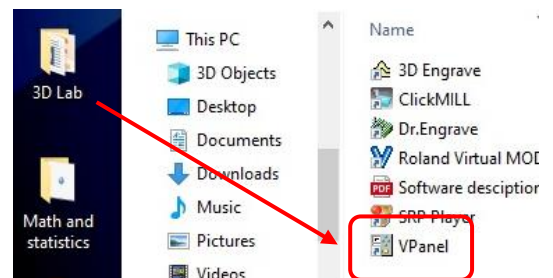 3D Lab
Math and
statistics
This PC
3D Objects
Desktop
Documents
Downloads
Music
Pictures
Videos
Name
3D Engrave
ClickMILL
Dr.Engrave
Roland Virtual MOD
PDF
Software desciption
SRP Player
VPanel